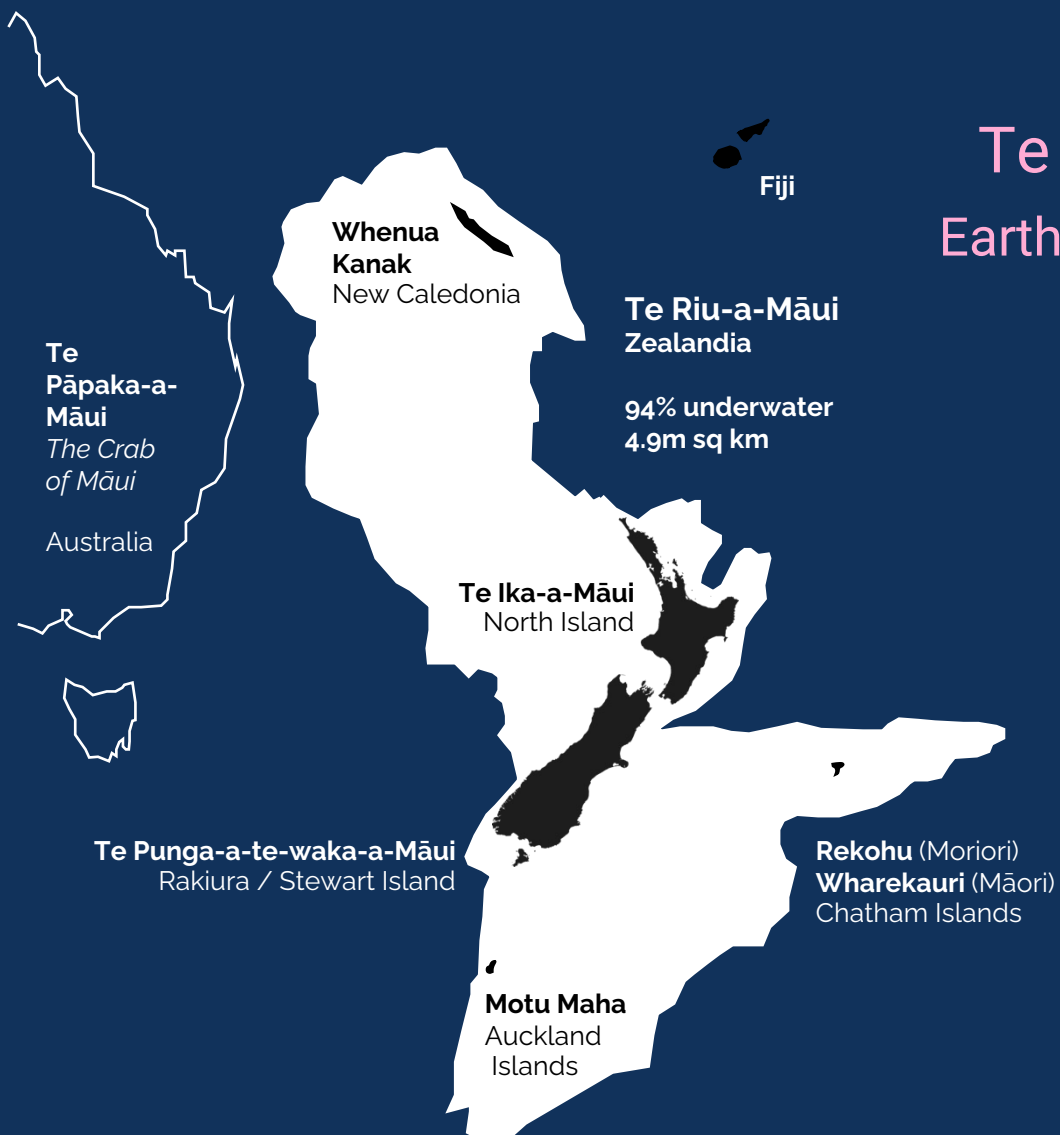 Te
Earth
Fiji
Whenua
Kanak
New Caledonia
Te Riu-a-Māui
Zealandia
94% underwater
4.9m sq km
Te
Pāpaka-a-
Māui
The Crab
of Māui
Australia
Te Ika-a-Māui
North Island
Te Punga-a-te-waka-a-Māui
Rakiura / Stewart Island
Rekohu (Moriori)
Wharekauri (Māori)
Chatham Islands
Motu Maha
Auckland
Islands